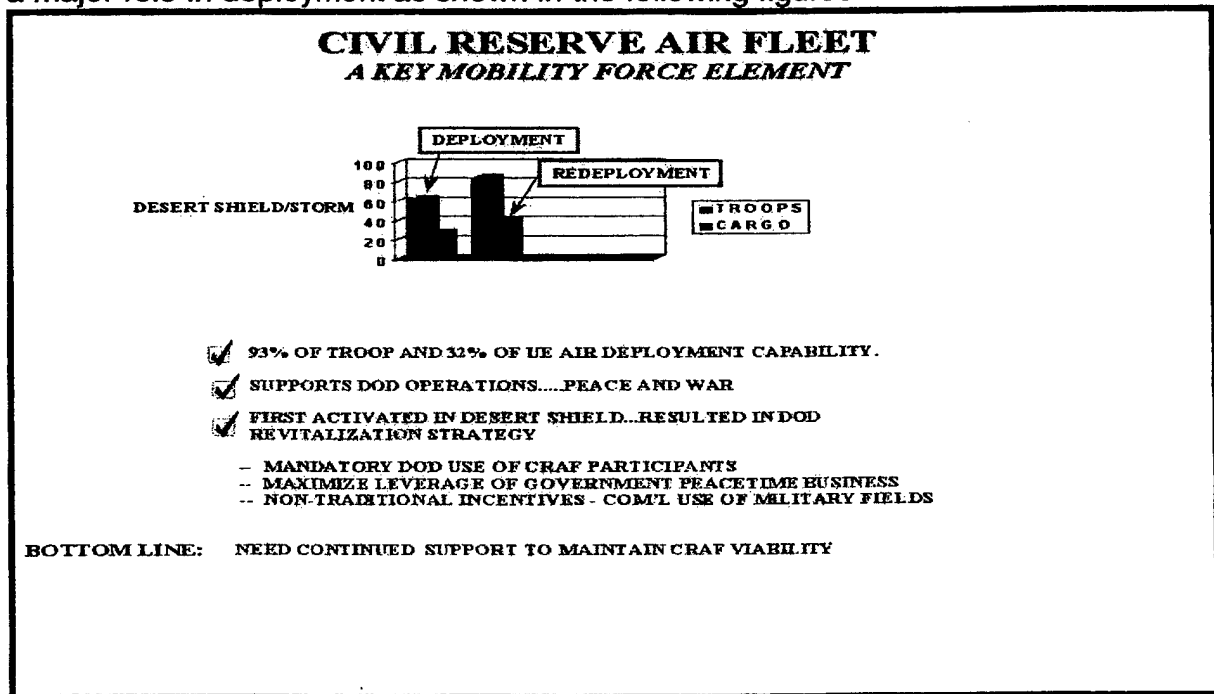 a major role in deployment as shown in the following figure:
CIVIL RESERVE AIR FLEET
A KEY MOBILITY FORCE ELEMENT
DEPLOYMENT
REDEPLOYMENT
100
80
60
40
20
0
DESERT SHIELD/STORM
TROOPS
CARGO
93% OF TROOP AND 32% OF UE AIR DEPLOYMENT CAPABILITY.
SUPPORTS DOD OPERATIONS.....PEACE AND WAR
FIRST ACTIVATED IN DESERT SHIELD...RESULTED IN DOD
REVITALIZATION STRATEGY
-- MANDATORY DOD USE OF CRAF PARTICIPANTS
-- MAXIMIZE LEVERAGE OF GOVERNMENT PEACETIME BUSINESS
-- NON-TRADITIONAL INCENTIVES - COM'L USE OF MILITARY FIELDS
BOTTOM LINE: NEED CONTINUED SUPPORT TO MAINTAIN CRAF VIABILITY